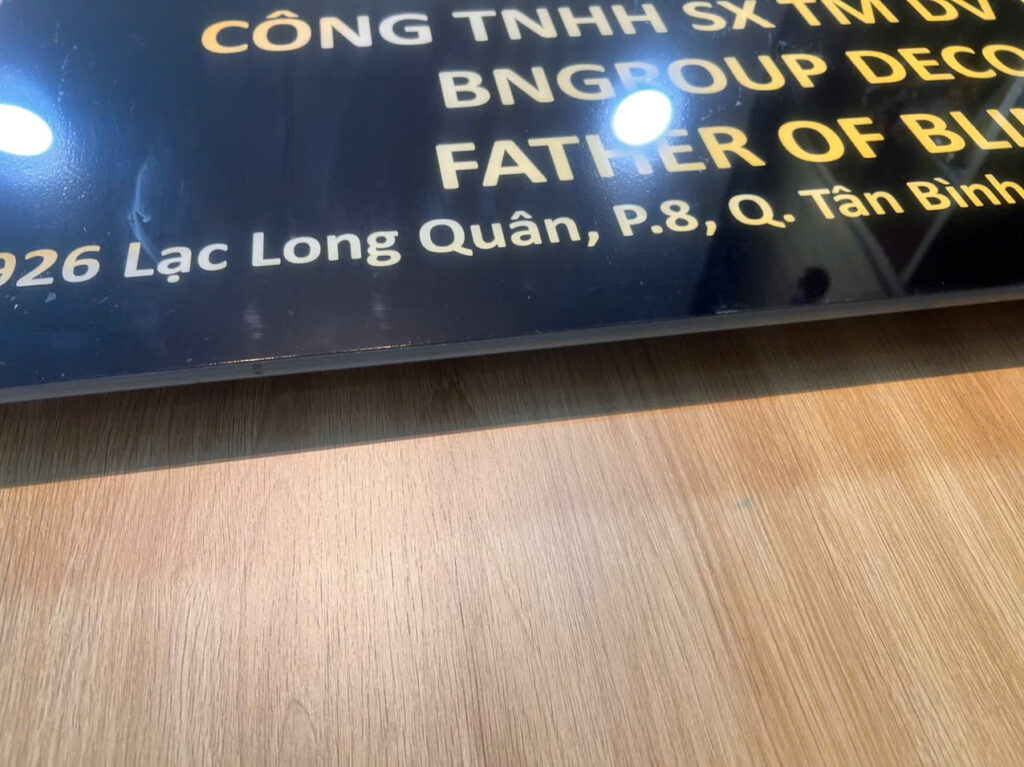 CÔNG TNHH SX TM DV
BNGROUP DECO
FATHER OF BLI
926 Lạc Long Quân, P.8, Q. Tân Bình